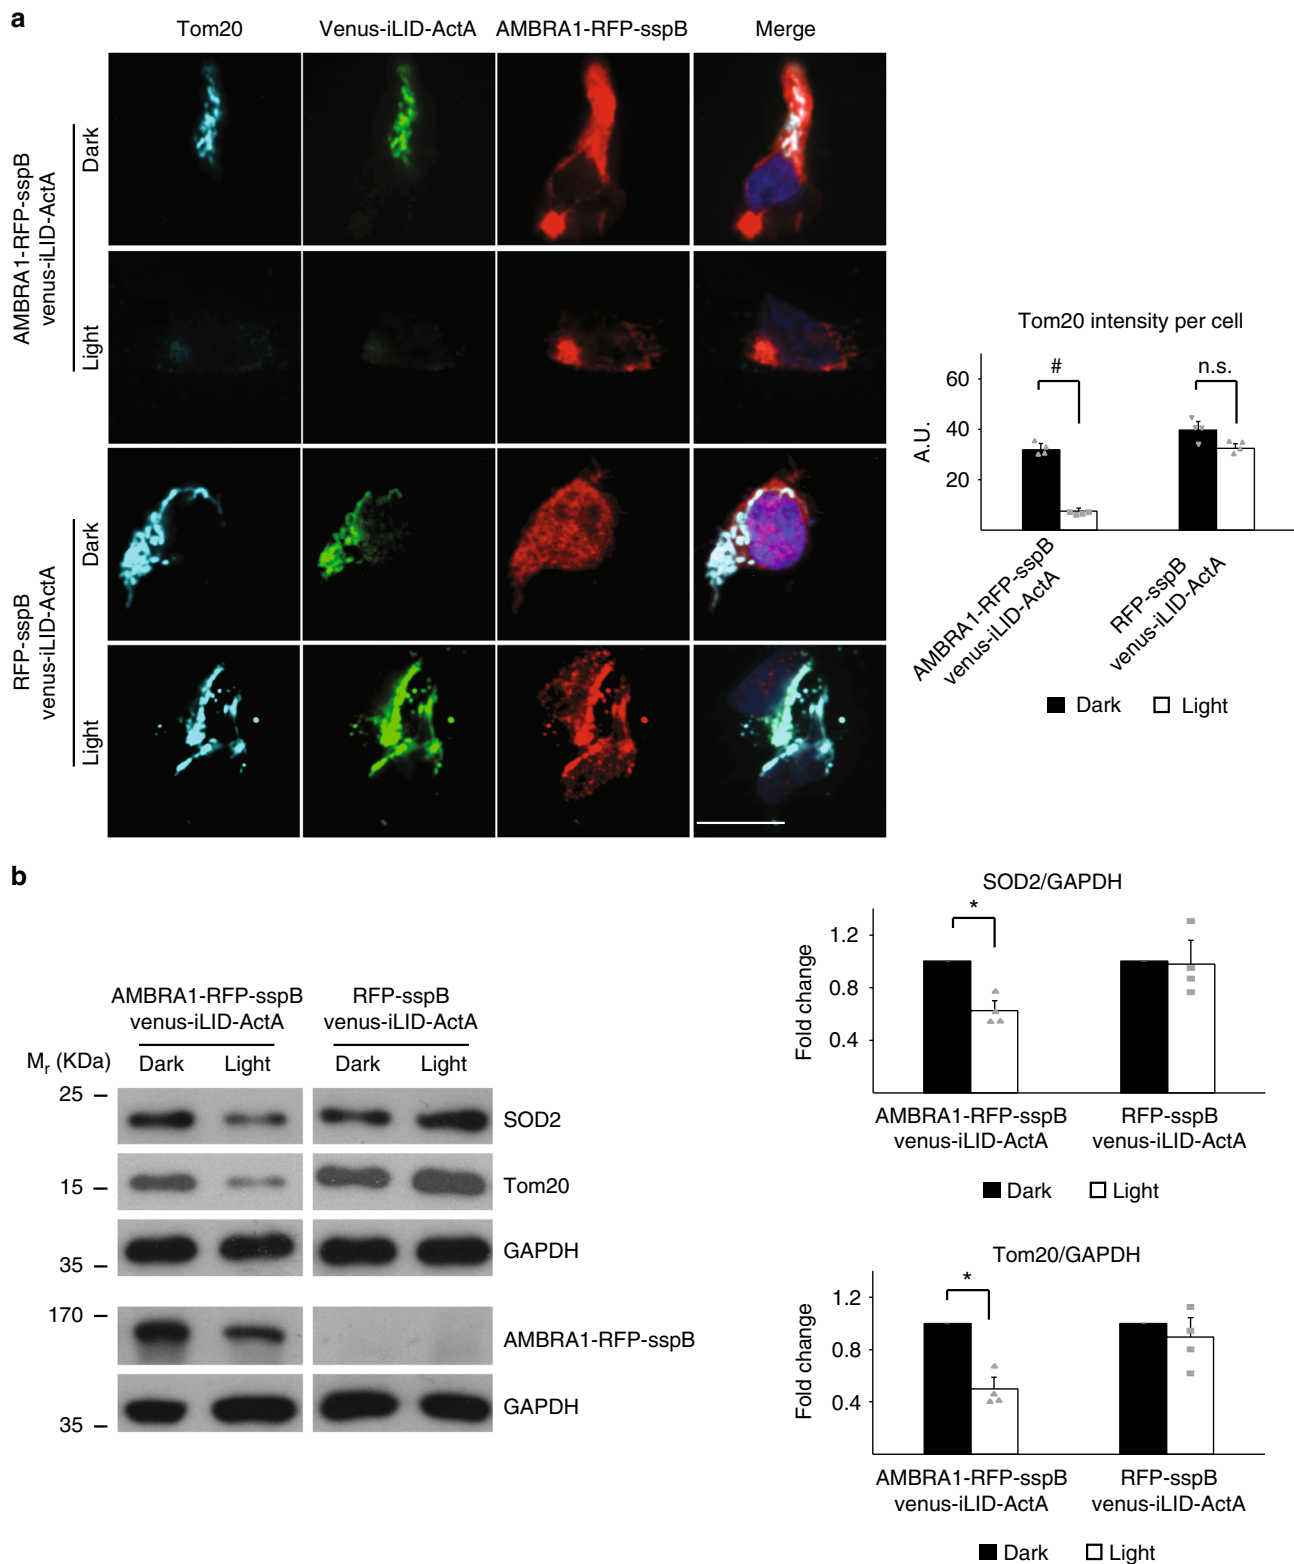 a
Tom20
Venus-iLID-ActA
AMBRA1-RFP-sspB
Merge
AMBRA1-RFP-sspB
venus-iLID-ActA
Dark
Light
RFP-sspB
venus-iLID-ActA
Dark
Light
Tom20 intensity per cell
A.U.
60
40
20
#
n.s.
AMBRA1-RFP-sspB
venus-iLID-ActA
RFP-sspB
venus-iLID-ActA
Dark
Light
b
AMBRA1-RFP-sspB
venus-iLID-ActA
RFP-sspB
venus-iLID-ActA
Mr (KDa)
Dark
Light
Dark
Light
25
SOD2
15
Tom20
35
GAPDH
170
AMBRA1-RFP-sspB
35
GAPDH
SOD2/GAPDH
Fold change
1.2
0.8
0.4
*
AMBRA1-RFP-sspB
venus-iLID-ActA
RFP-sspB
venus-iLID-ActA
Dark
Light
Tom20/GAPDH
Fold change
1.2
0.8
0.4
*
AMBRA1-RFP-sspB
venus-iLID-ActA
RFP-sspB
venus-iLID-ActA
Dark
Light